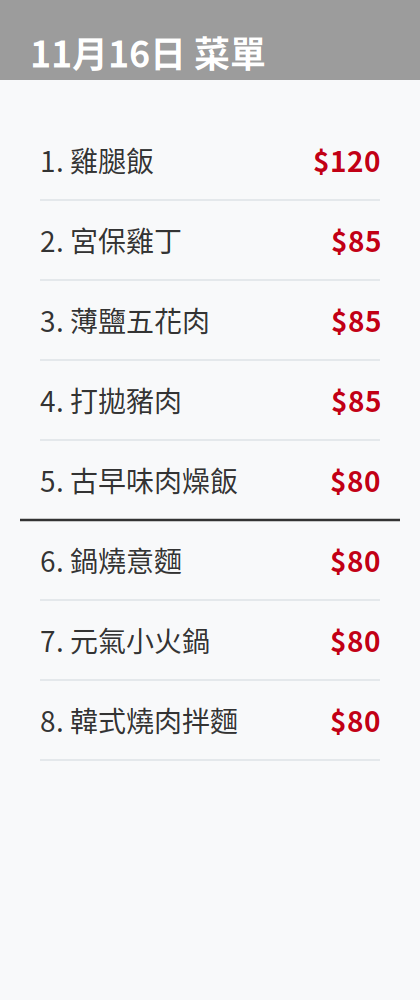 11月16日 菜單
1. 雞腿飯 $120
2. 宮保雞丁 $85
3. 薄鹽五花肉 $85
4. 打拋豬肉 $85
5. 古早味肉燥飯 $80
6. 鍋燒意麵 $80
7. 元氣小火鍋 $80
8. 韓式燒肉拌麵 $80